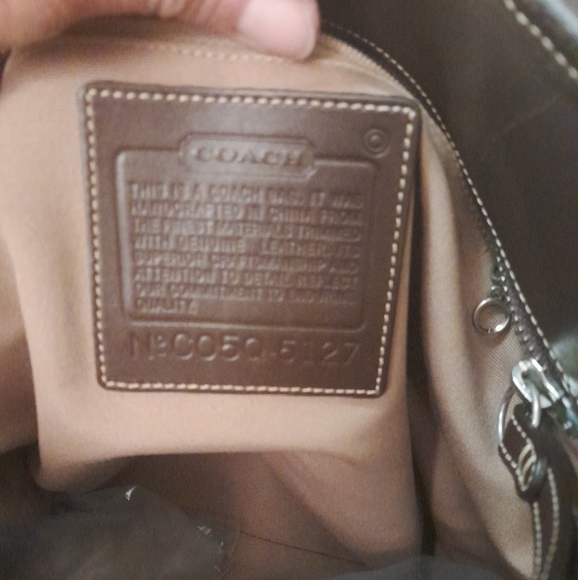 COACH
THIS IS A COACH BAG. IT WAS
HANDCRAFTED IN CHINA FROM
THE FINEST MATERIALS TRIMMED
WITH GENUINE LEATHER. ITS
SUPERIOR CRAFTSMANSHIP AND
ATTENTION TO DETAIL REFLECT
OUR COMMITMENT TO ENDURING
QUALITY.
Nº CO5Q-5127